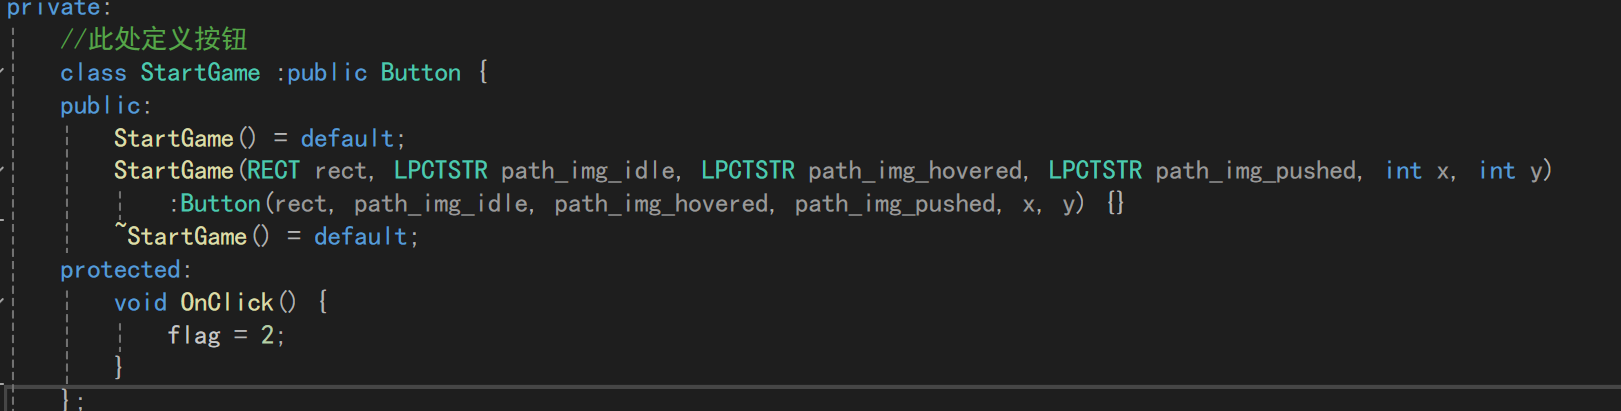 private:
//此处定义按钮
class StartGame :public Button {
public:
StartGame() = default;
StartGame(RECT rect, LPCTSTR path_img_idle, LPCTSTR path_img_hovered, LPCTSTR path_img_pushed, int x, int y)
:Button(rect, path_img_idle, path_img_hovered, path_img_pushed, x, y) {}
~StartGame() = default;
protected:
void OnClick() {
flag = 2;
}
};